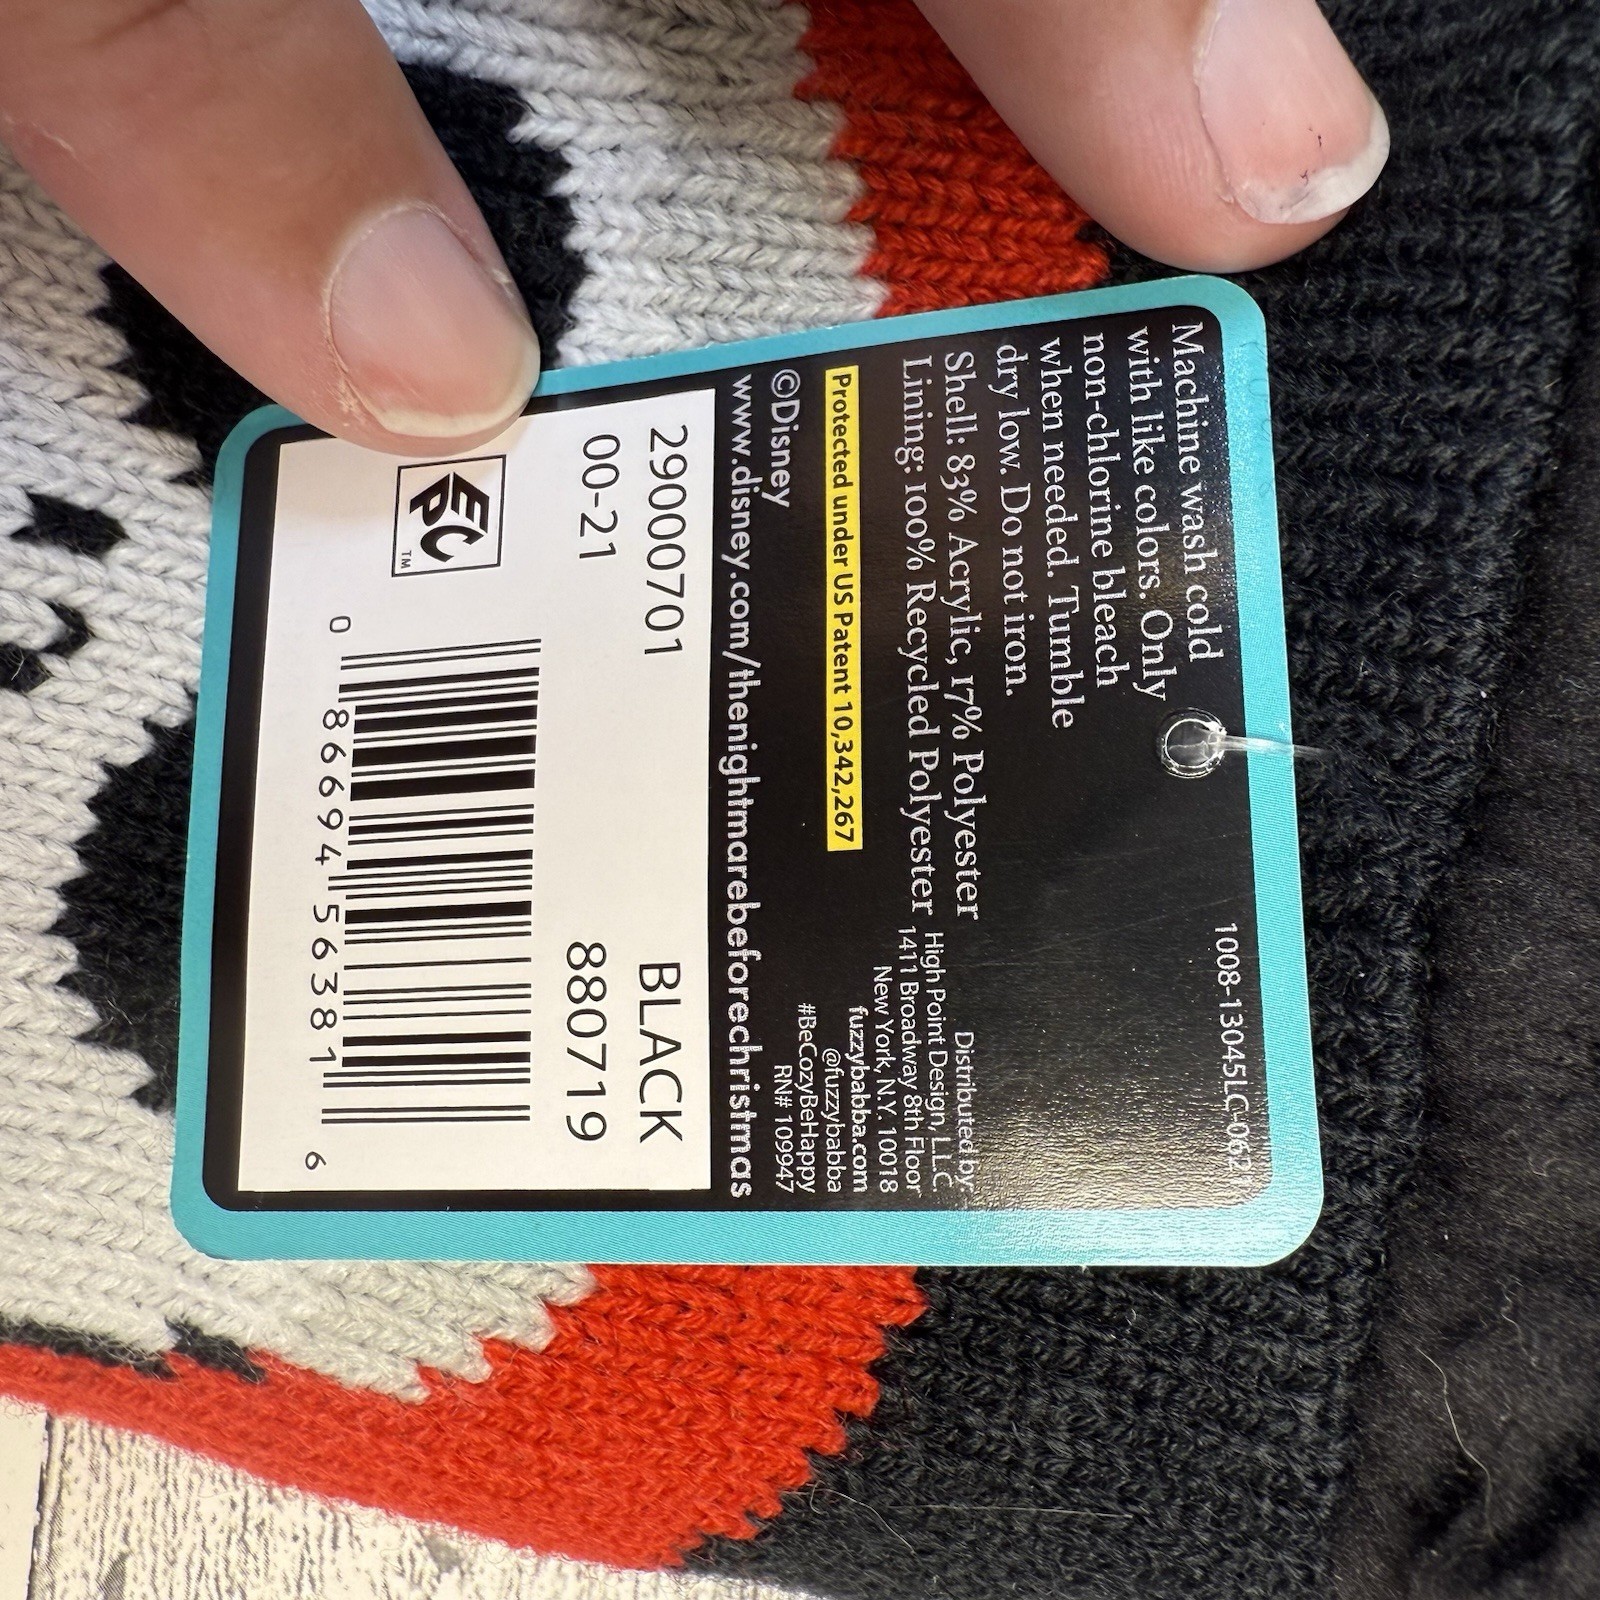 1008-13045LC-062
Machine wash cold
with like colors. Only
non-chlorine bleach
when needed. Tumble
dry low. Do not iron.
Shell: 83% Acrylic, 17% Polyester
Lining: 100% Recycled Polyester
Distributed by:
High Point Design, LLC.
1411 Broadway 8th Floor
New York, N.Y. 10018
fuzzybabba.com
@fuzzybabba
#BeCozyBeHappy
RN# 109947
Protected under US Patent 10,342,267
©Disney
www.disney.com/thenightmarebeforechristmas
29000701 BLACK
00-21 880719
EPC™
0 86694 56381 6